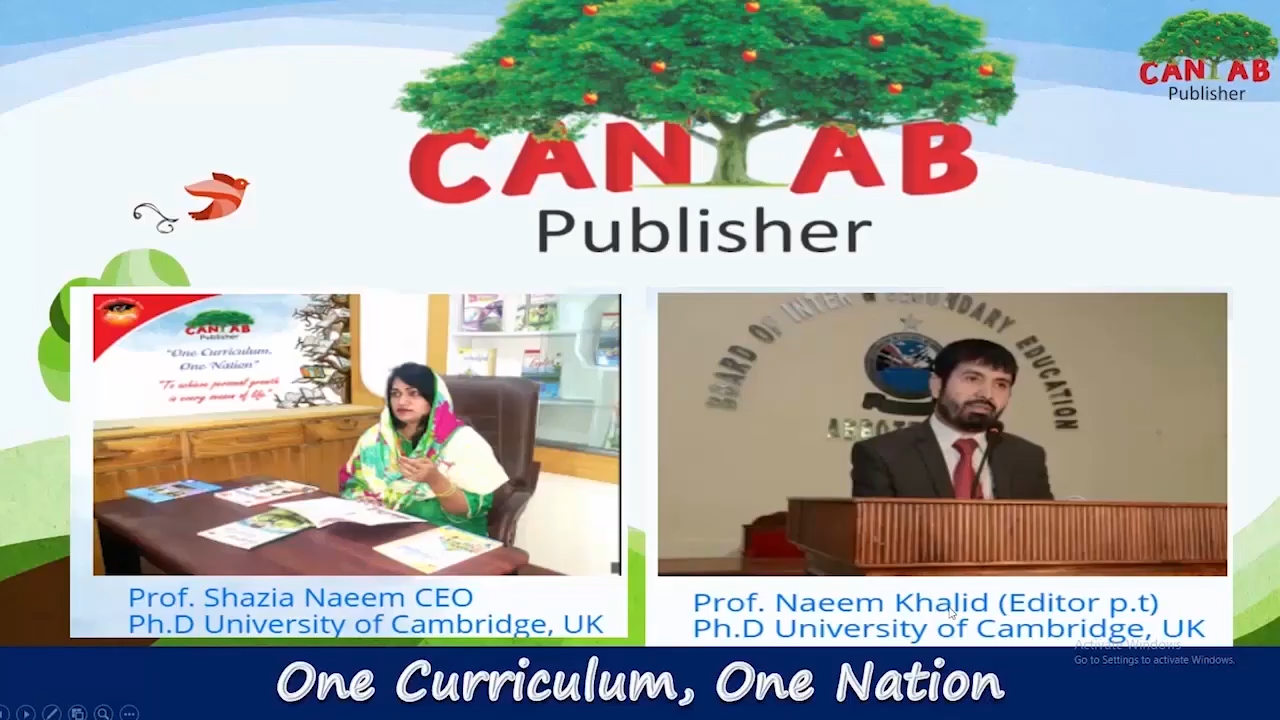 CANTAB
Publisher
CANTAB
Publisher
CANTAB
Publisher
"One Curriculum,
One Nation"
"To achieve personal growth
in every aspect of life."
BOARD OF INTER & SECONDARY EDUCATION
Prof. Shazia Naeem CEO
Ph.D University of Cambridge, UK
Prof. Naeem Khalid (Editor p.t)
Ph.D University of Cambridge, UK
Activate Windows
Go to Settings to activate Windows.
One Curriculum, One Nation